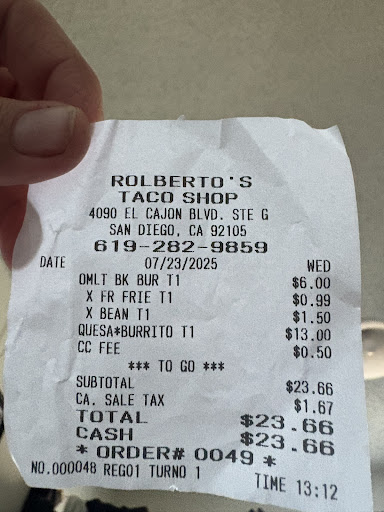 ROLBERTO'S
TACO SHOP
4090 EL CAJON BLVD. STE G
SAN DIEGO, CA 92105
619-282-9859
DATE 07/23/2025 WED
OMLT BK BUR T1 $6.00
X FR FRIE T1 $0.99
X BEAN T1 $1.50
QUESA*BURRITO T1 $13.00
CC FEE $0.50
*** TO GO ***
SUBTOTAL $23.66
CA. SALE TAX $1.67
TOTAL $23.66
CASH $23.66
* ORDER# 0049 *
NO.000048 REG01 TURNO 1 TIME 13:12